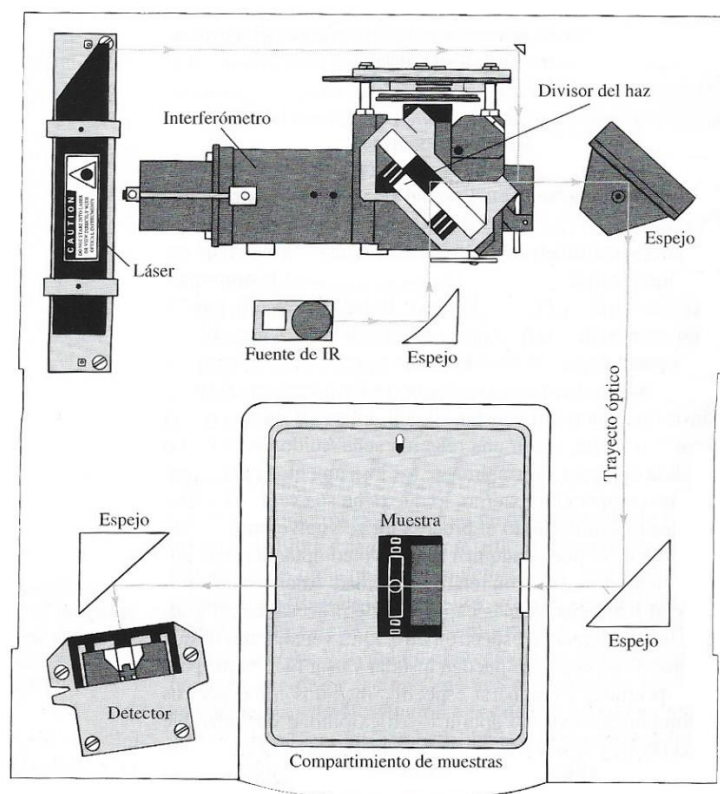 Interferómetro
Divisor del haz
Espejo
CAUTION
Láser
Fuente de IR
Espejo
Trayecto óptico
Espejo
Muestra
Espejo
Detector
Compartimiento de muestras